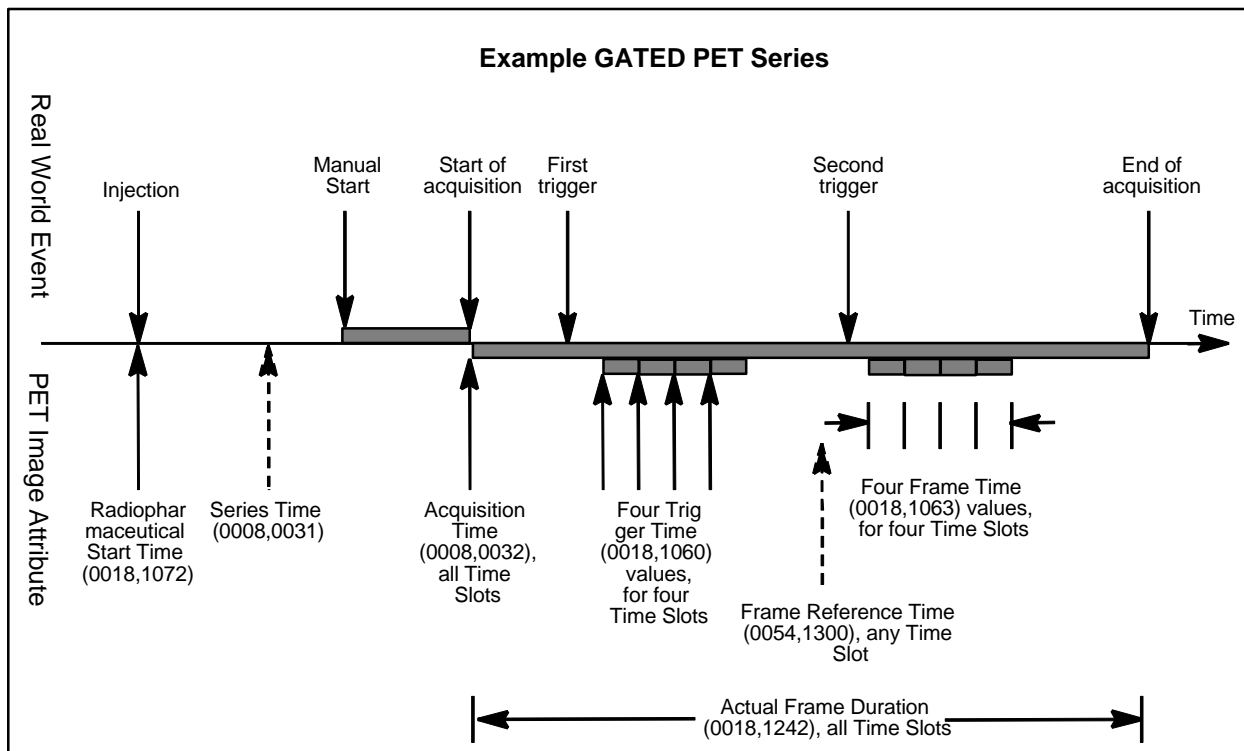 Example GATED PET Series
Real World Event
Injection
Manual
Start
Start of
acquisition
First
trigger
Second
trigger
End of
acquisition
Time
PET Image Attribute
Radiophar
maceutical
Start Time
(0018,1072)
Series Time
(0008,0031)
Acquisition
Time
(0008,0032),
all Time
Slots
Four Trig
ger Time
(0018,1060)
values,
for four
Time Slots
Four Frame Time
(0018,1063) values,
for four Time Slots
Frame Reference Time
(0054,1300), any Time
Slot
Actual Frame Duration
(0018,1242), all Time Slots